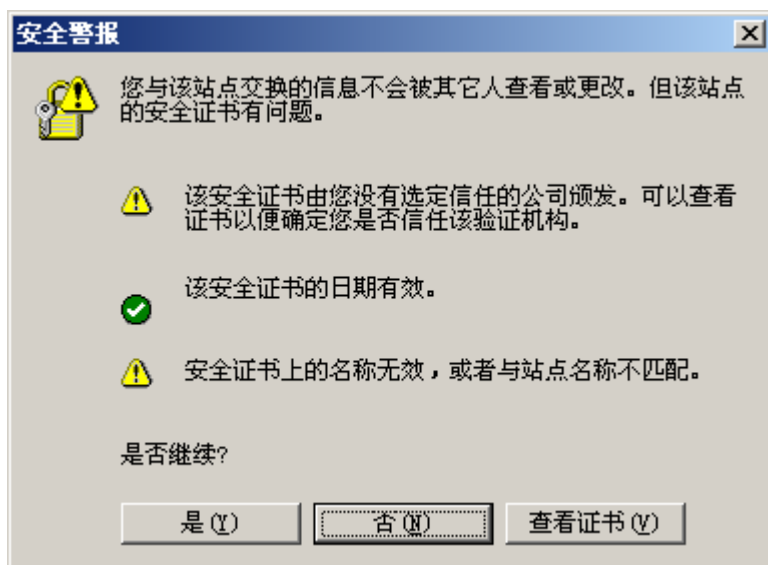 安全警报
您与该站点交换的信息不会被其它人查看或更改。但该站点
的安全证书有问题。
该安全证书由您没有选定信任的公司颁发。可以查看
证书以便确定您是否信任该验证机构。
该安全证书的日期有效。
安全证书上的名称无效，或者与站点名称不匹配。
是否继续?
是(Y)
否(N)
查看证书(V)